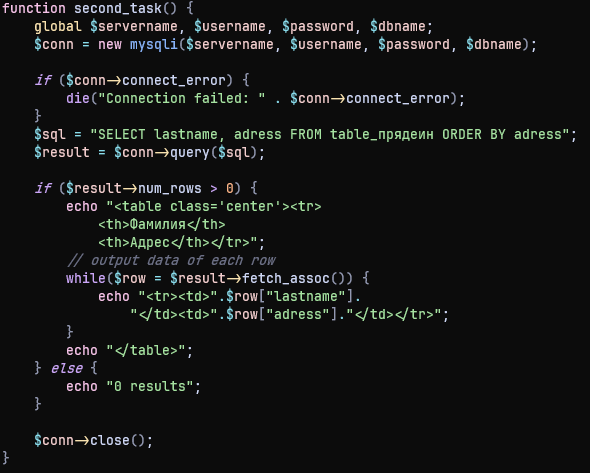 function second_task() {
    global $servername, $username, $password, $dbname;
    $conn = new mysqli($servername, $username, $password, $dbname);

    if ($conn->connect_error) {
        die("Connection failed: " . $conn->connect_error);
    }
    $sql = "SELECT lastname, adress FROM table_прядеин ORDER BY adress";
    $result = $conn->query($sql);

    if ($result->num_rows > 0) {
        echo "<table class='center'><tr>
            <th>Фамилия</th>
            <th>Адрес</th></tr>";
        // output data of each row
        while($row = $result->fetch_assoc()) {
            echo "<tr><td>".$row["lastname"].
                "</td><td>".$row["adress"]."</td></tr>";
        }
        echo "</table>";
    } else {
        echo "0 results";
    }

    $conn->close();
}